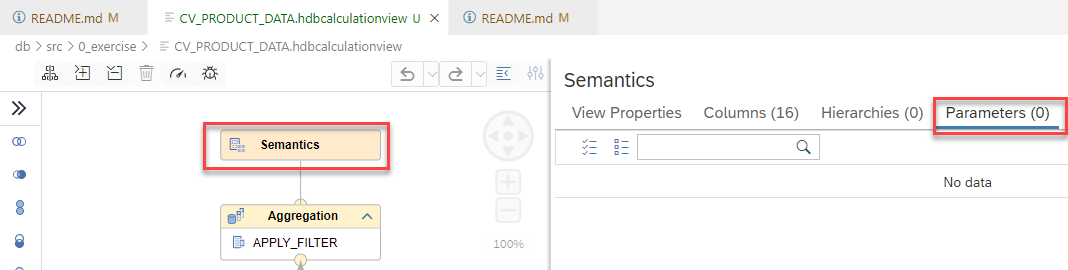 README.md M
CV_PRODUCT_DATA.hdbcalculationview U
README.md M
db > src > 0_exercise > CV_PRODUCT_DATA.hdbcalculationview
Semantics
View Properties Columns (16) Hierarchies (0) Parameters (0)
Semantics
No data
Aggregation
APPLY_FILTER
100%